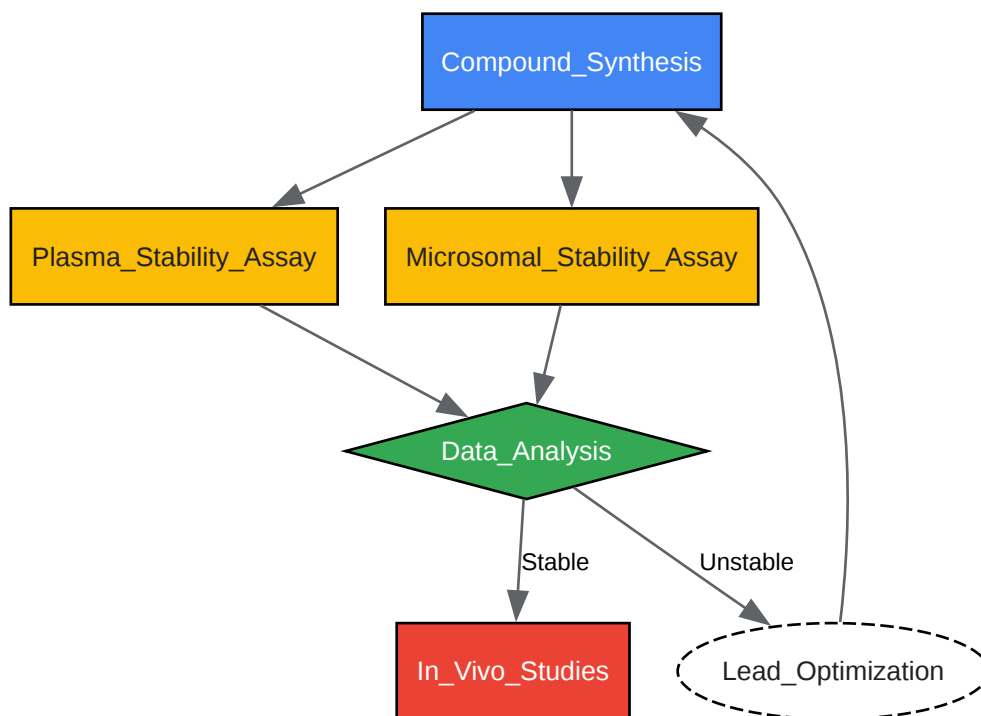 Compound_Synthesis
Plasma_Stability_Assay
Microsomal_Stability_Assay
Data_Analysis
Stable
Unstable
In_Vivo_Studies
Lead_Optimization